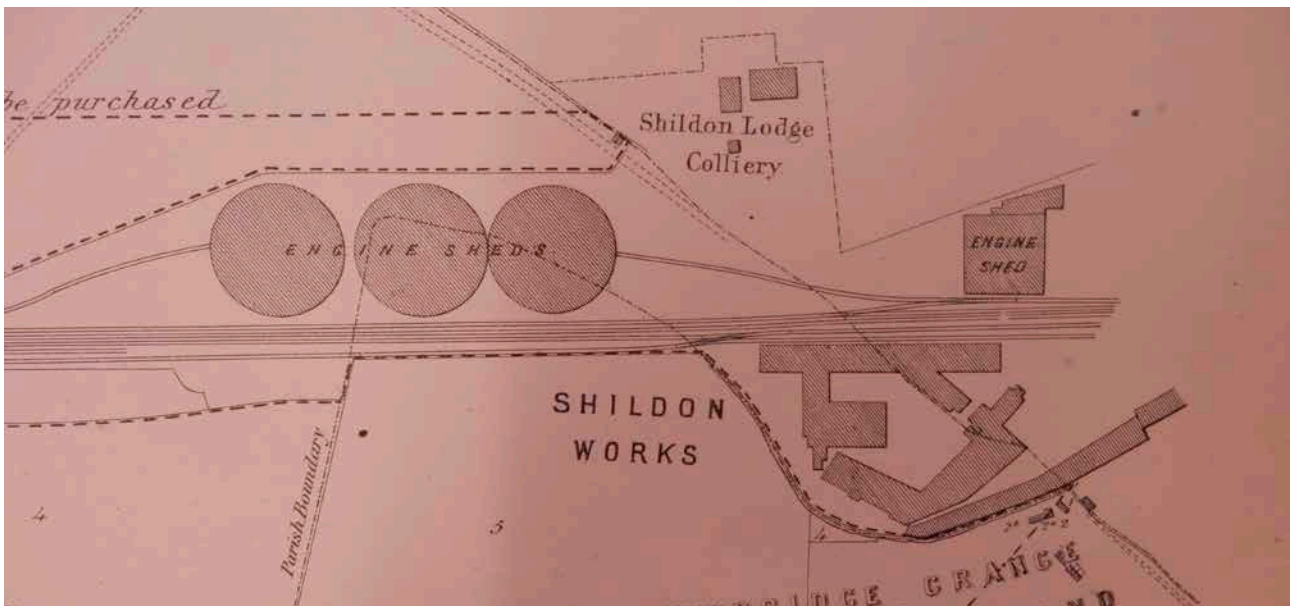 be purchased
Shildon Lodge
Colliery
ENGINE SHEDS
ENGINE
SHED
SHILDON
WORKS
Parish Boundary
4
5
4
GRANGE